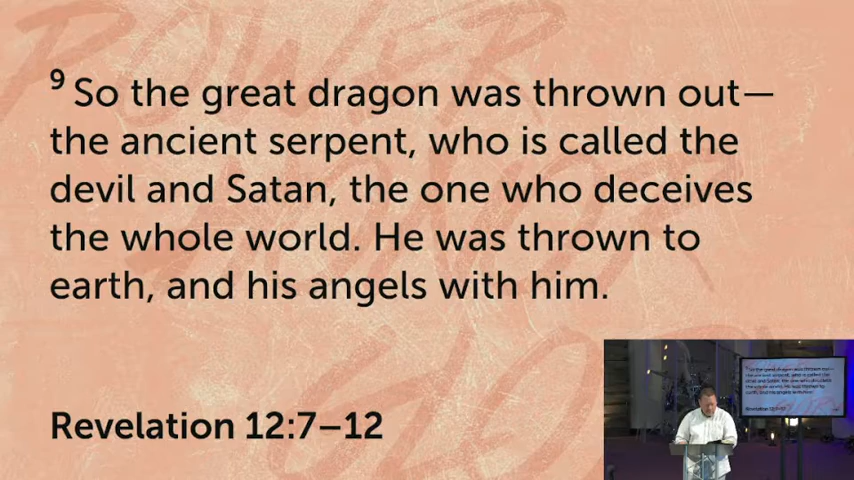 ⁹ So the great dragon was thrown out—
the ancient serpent, who is called the
devil and Satan, the one who deceives
the whole world. He was thrown to
earth, and his angels with him.
Revelation 12:7–12